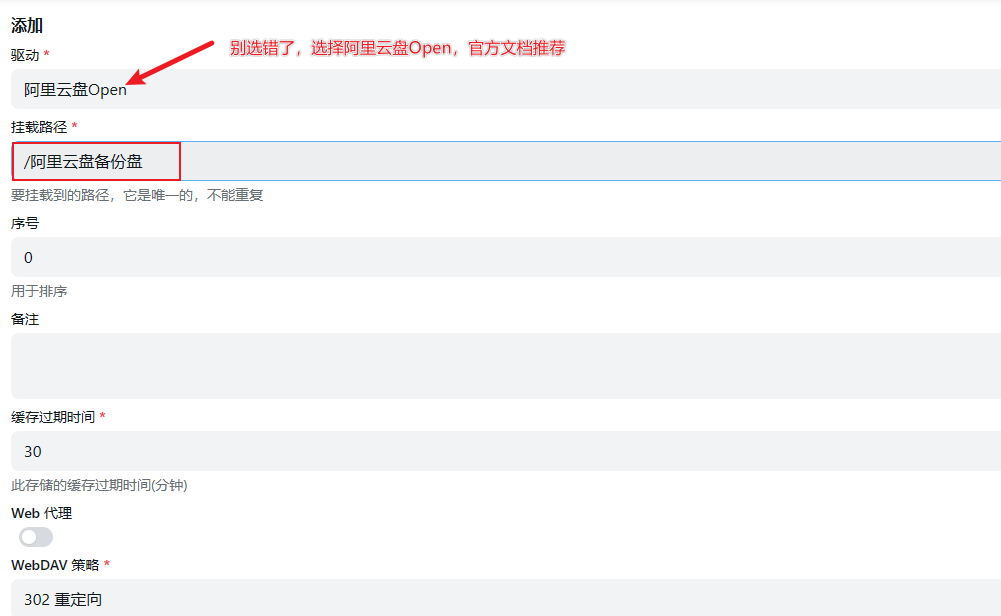 添加
驱动 *
别选错了，选择阿里云盘Open，官方文档推荐
阿里云盘Open
挂载路径 *
/阿里云盘备份盘
要挂载到的路径，它是唯一的，不能重复
序号
0
用于排序
备注
缓存过期时间 *
30
此存储的缓存过期时间(分钟)
Web 代理
WebDAV 策略 *
302 重定向